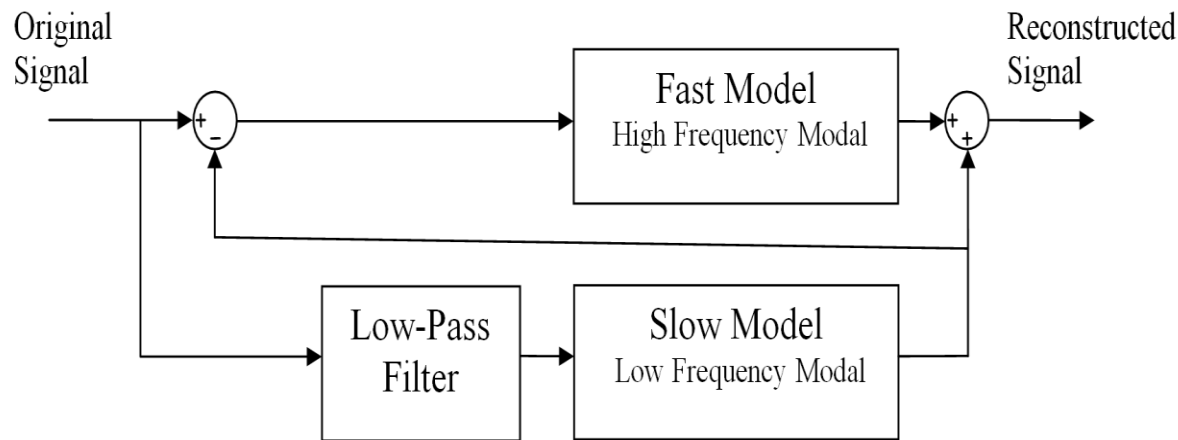 Original
Signal
Reconstructed
Signal
+
−
Fast Model
High Frequency Modal
+
+
Low-Pass
Filter
Slow Model
Low Frequency Modal